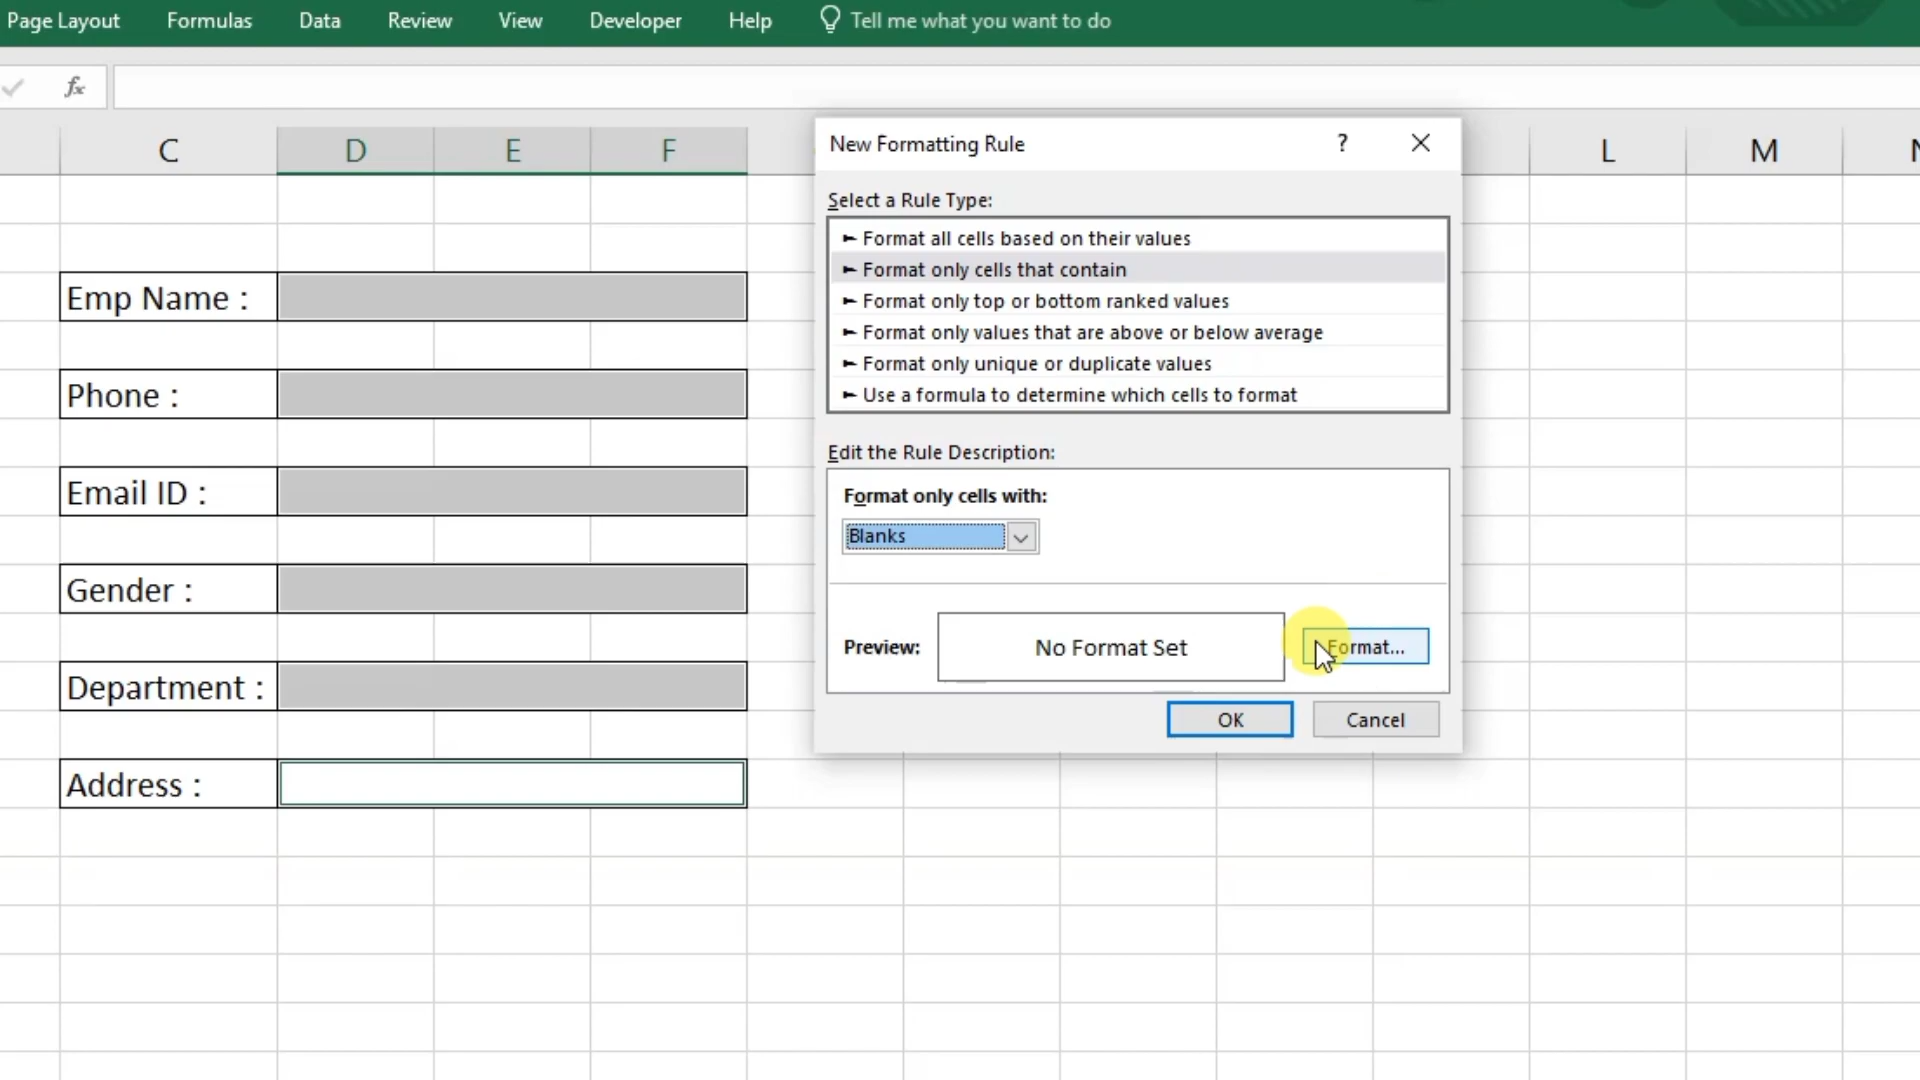 Page Layout Formulas Data Review View Developer Help Tell me what you want to do
fx
C D E F L M
New Formatting Rule ?
Select a Rule Type:
► Format all cells based on their values
► Format only cells that contain
► Format only top or bottom ranked values
► Format only values that are above or below average
► Format only unique or duplicate values
► Use a formula to determine which cells to format
Edit the Rule Description:
Format only cells with:
Blanks
Preview: No Format Set Format...
OK Cancel
Emp Name :
Phone :
Email ID :
Gender :
Department :
Address :